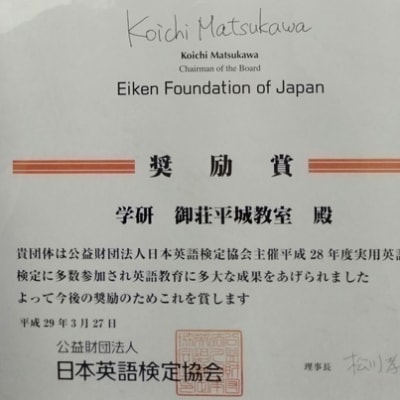 Koichi Matsukawa
Koichi Matsukawa
Chairman of the Board
Eiken Foundation of Japan
奨励賞
学研 御荘平城教室 殿
貴団体は公益財団法人日本英語検定協会主催平成28年度実用英語
検定に多数参加され英語教育に多大な成果をあげられました
よって今後の奨励のためこれを賞します
平成29年3月27日
公益財団法人
日本英語検定協会
理事長 松川孝